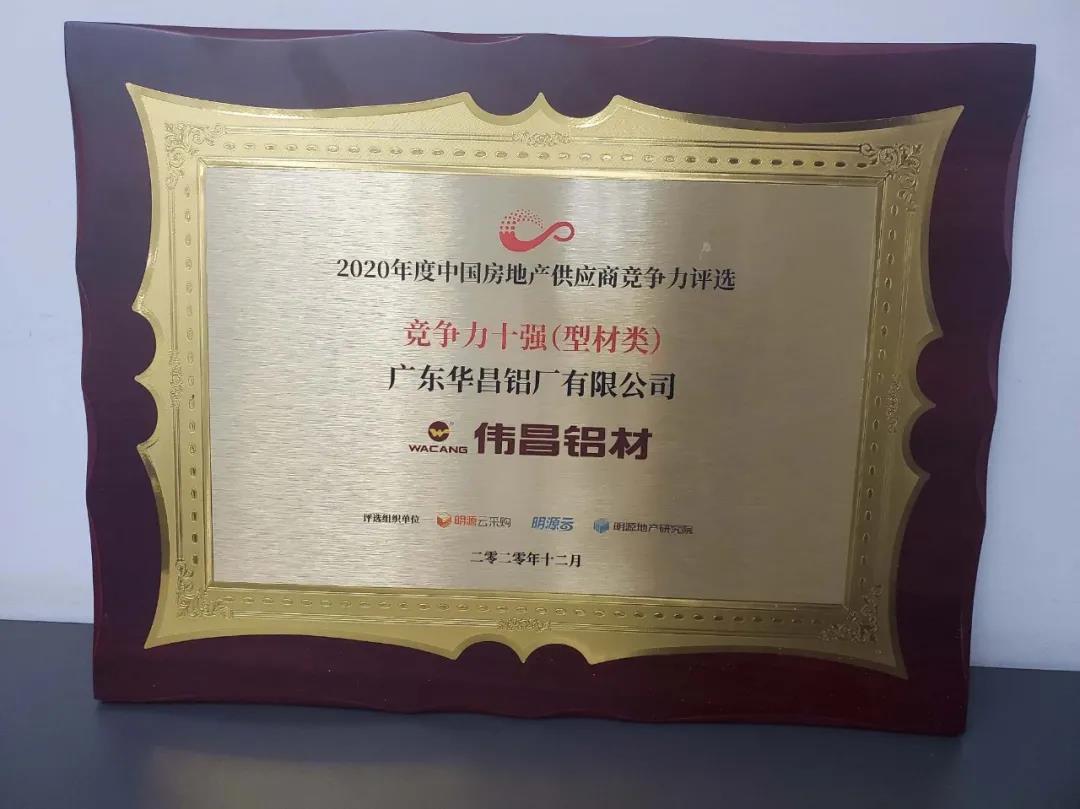 2020年度中国房地产供应商竞争力评选
竞争力十强(型材类)
广东华昌铝厂有限公司
WACANG 伟昌铝材
评选组织单位 明源云采购 明源云 明源地产研究院
二零二零年十二月